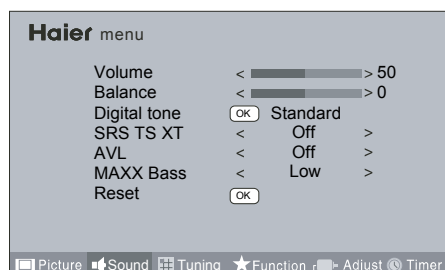 Haier menu
Volume < > 50
Balance < > 0
Digital tone OK Standard
SRS TS XT < Off >
AVL < Off >
MAXX Bass < Low >
Reset OK
Picture Sound Tuning Function Adjust Timer